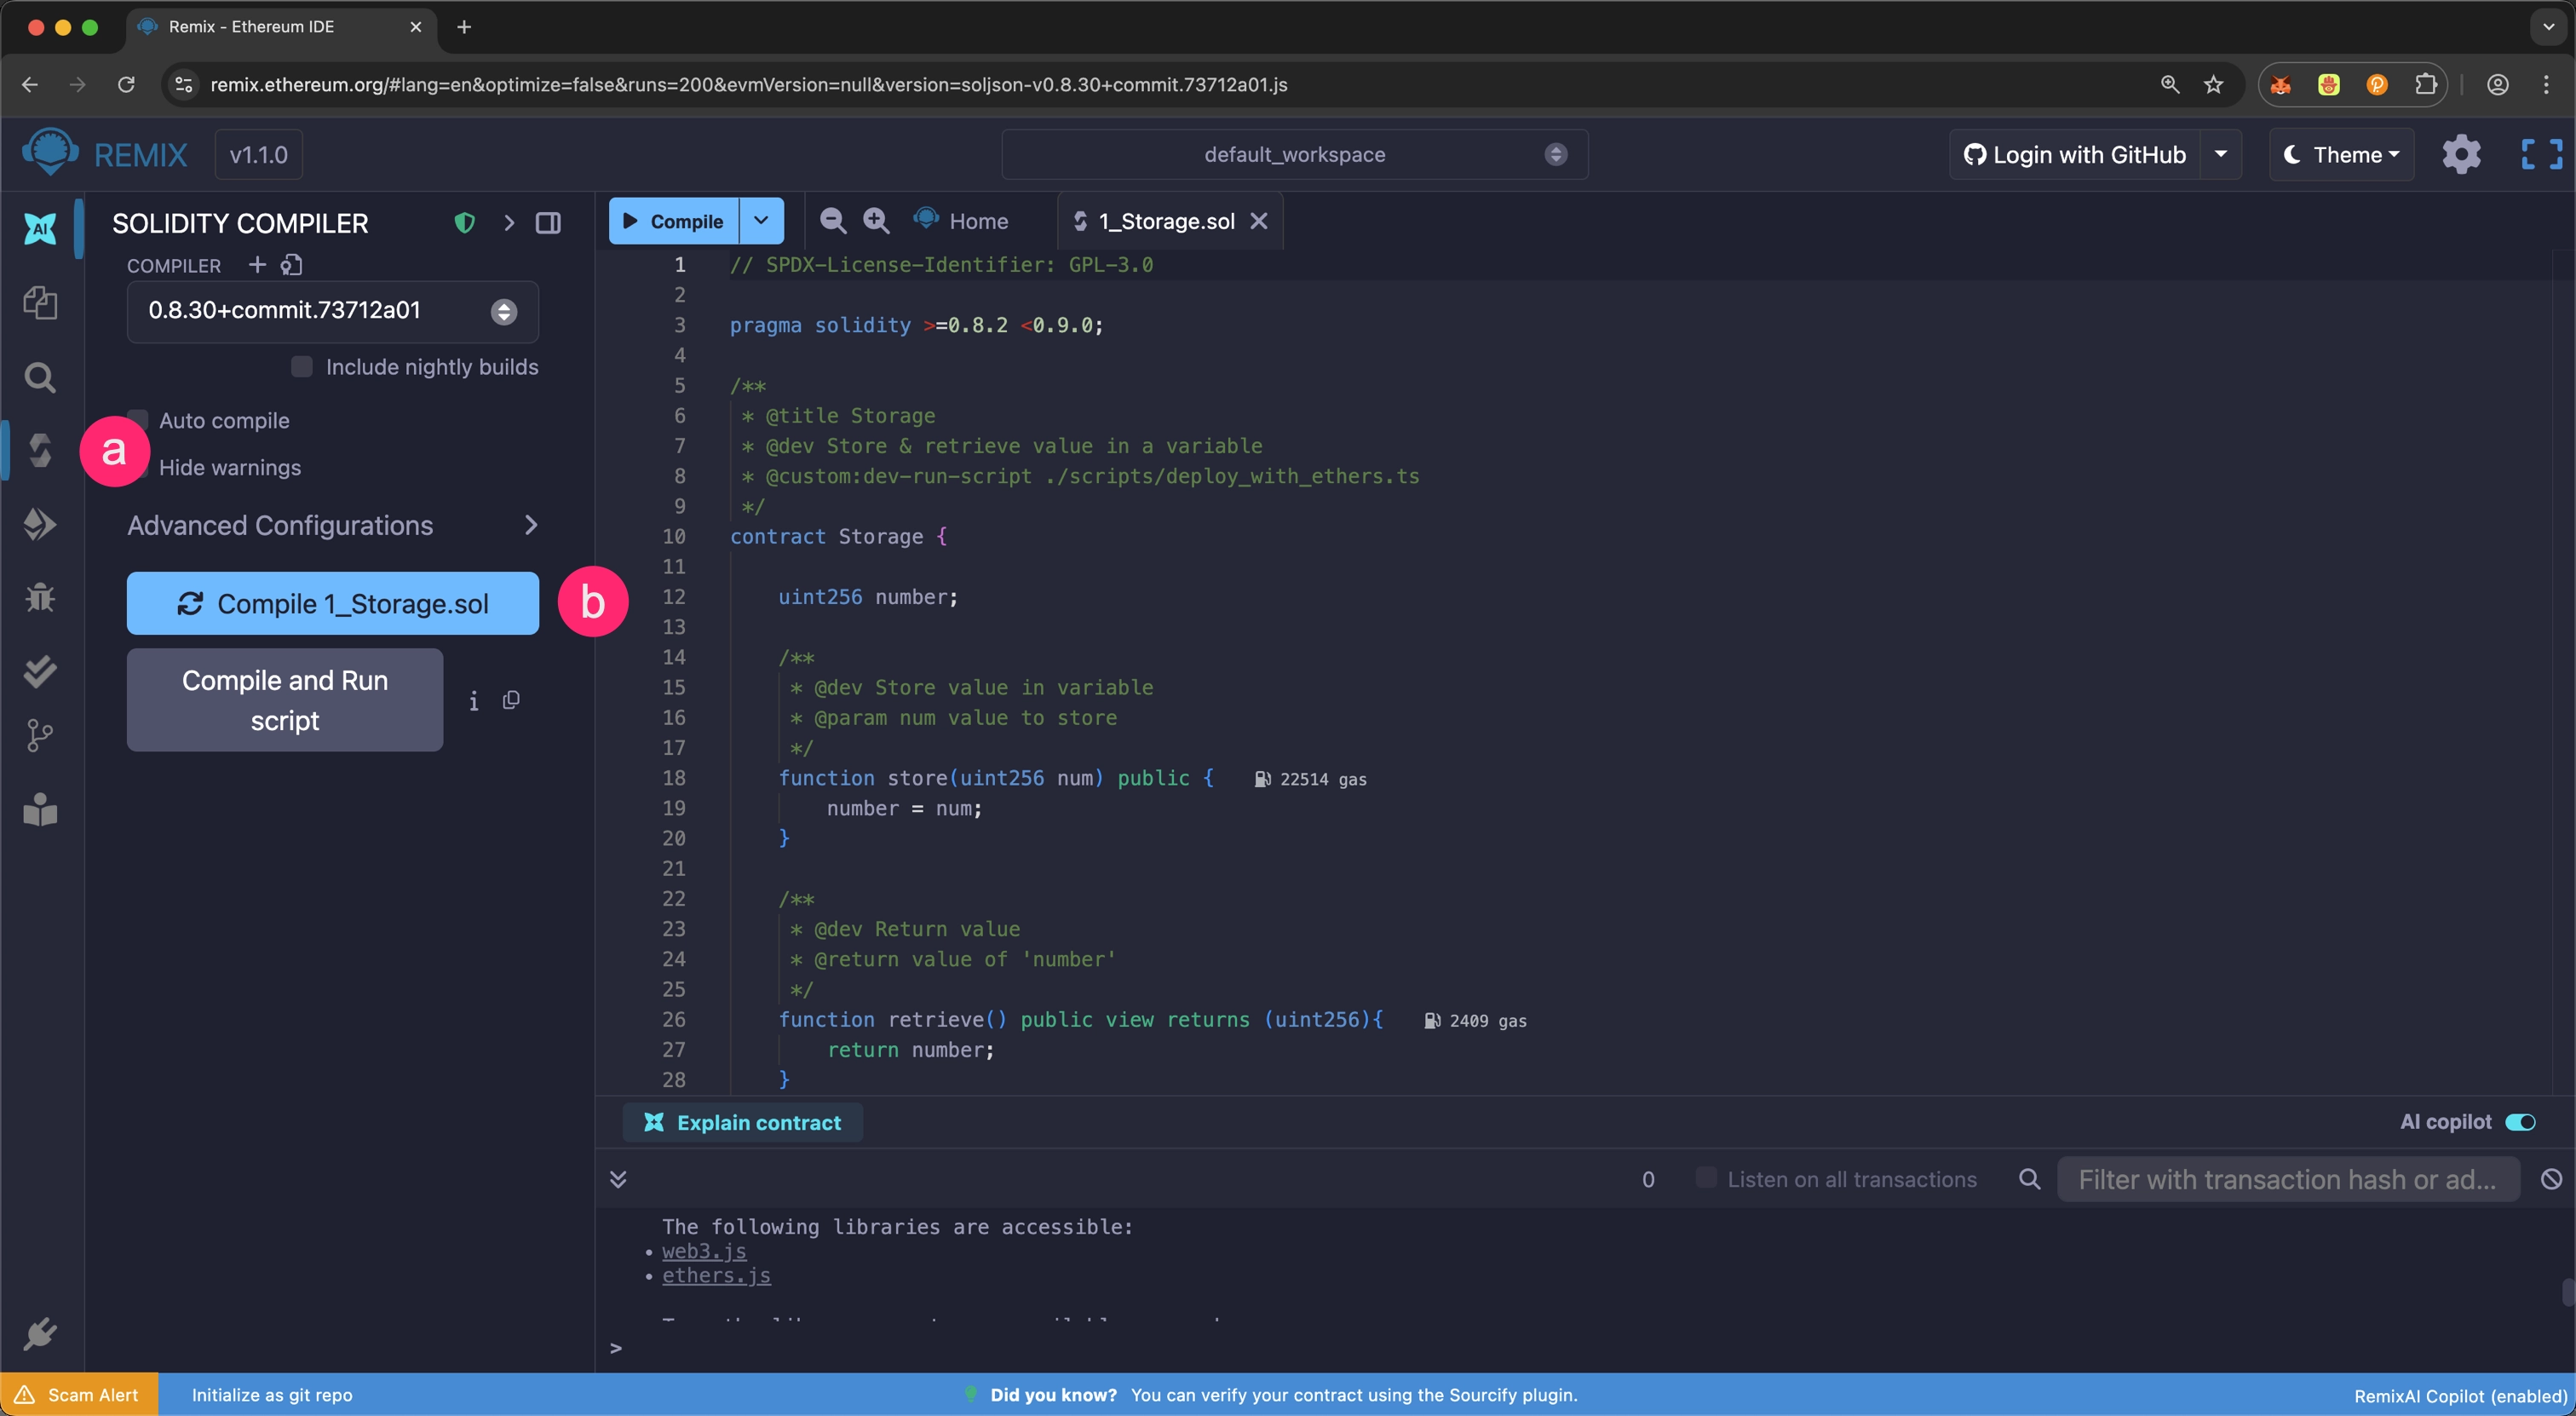 Remix - Ethereum IDE
remix.ethereum.org/#lang=en&optimize=false&runs=200&evmVersion=null&version=soljson-v0.8.30+commit.73712a01.js
REMIX v1.1.0 default_workspace Login with GitHub Theme
AI
SOLIDITY COMPILER
COMPILER
0.8.30+commit.73712a01
Include nightly builds
Auto compile
a
Hide warnings
Advanced Configurations
Compile 1_Storage.sol
b
Compile and Run
script
i
Compile Home 1_Storage.sol
1 // SPDX-License-Identifier: GPL-3.0
2
3 pragma solidity >=0.8.2 <0.9.0;
4
5 /**
6 * @title Storage
7 * @dev Store & retrieve value in a variable
8 * @custom:dev-run-script ./scripts/deploy_with_ethers.ts
9 */
10 contract Storage {
11
12 uint256 number;
13
14 /**
15 * @dev Store value in variable
16 * @param num value to store
17 */
18 function store(uint256 num) public { 22514 gas
19 number = num;
20 }
21
22 /**
23 * @dev Return value
24 * @return value of 'number'
25 */
26 function retrieve() public view returns (uint256){ 2409 gas
27 return number;
28 }
Explain contract AI copilot
0 Listen on all transactions Filter with transaction hash or ad...
The following libraries are accessible:
• web3.js
• ethers.js
>
Scam Alert Initialize as git repo Did you know? You can verify your contract using the Sourcify plugin. RemixAI Copilot (enabled)